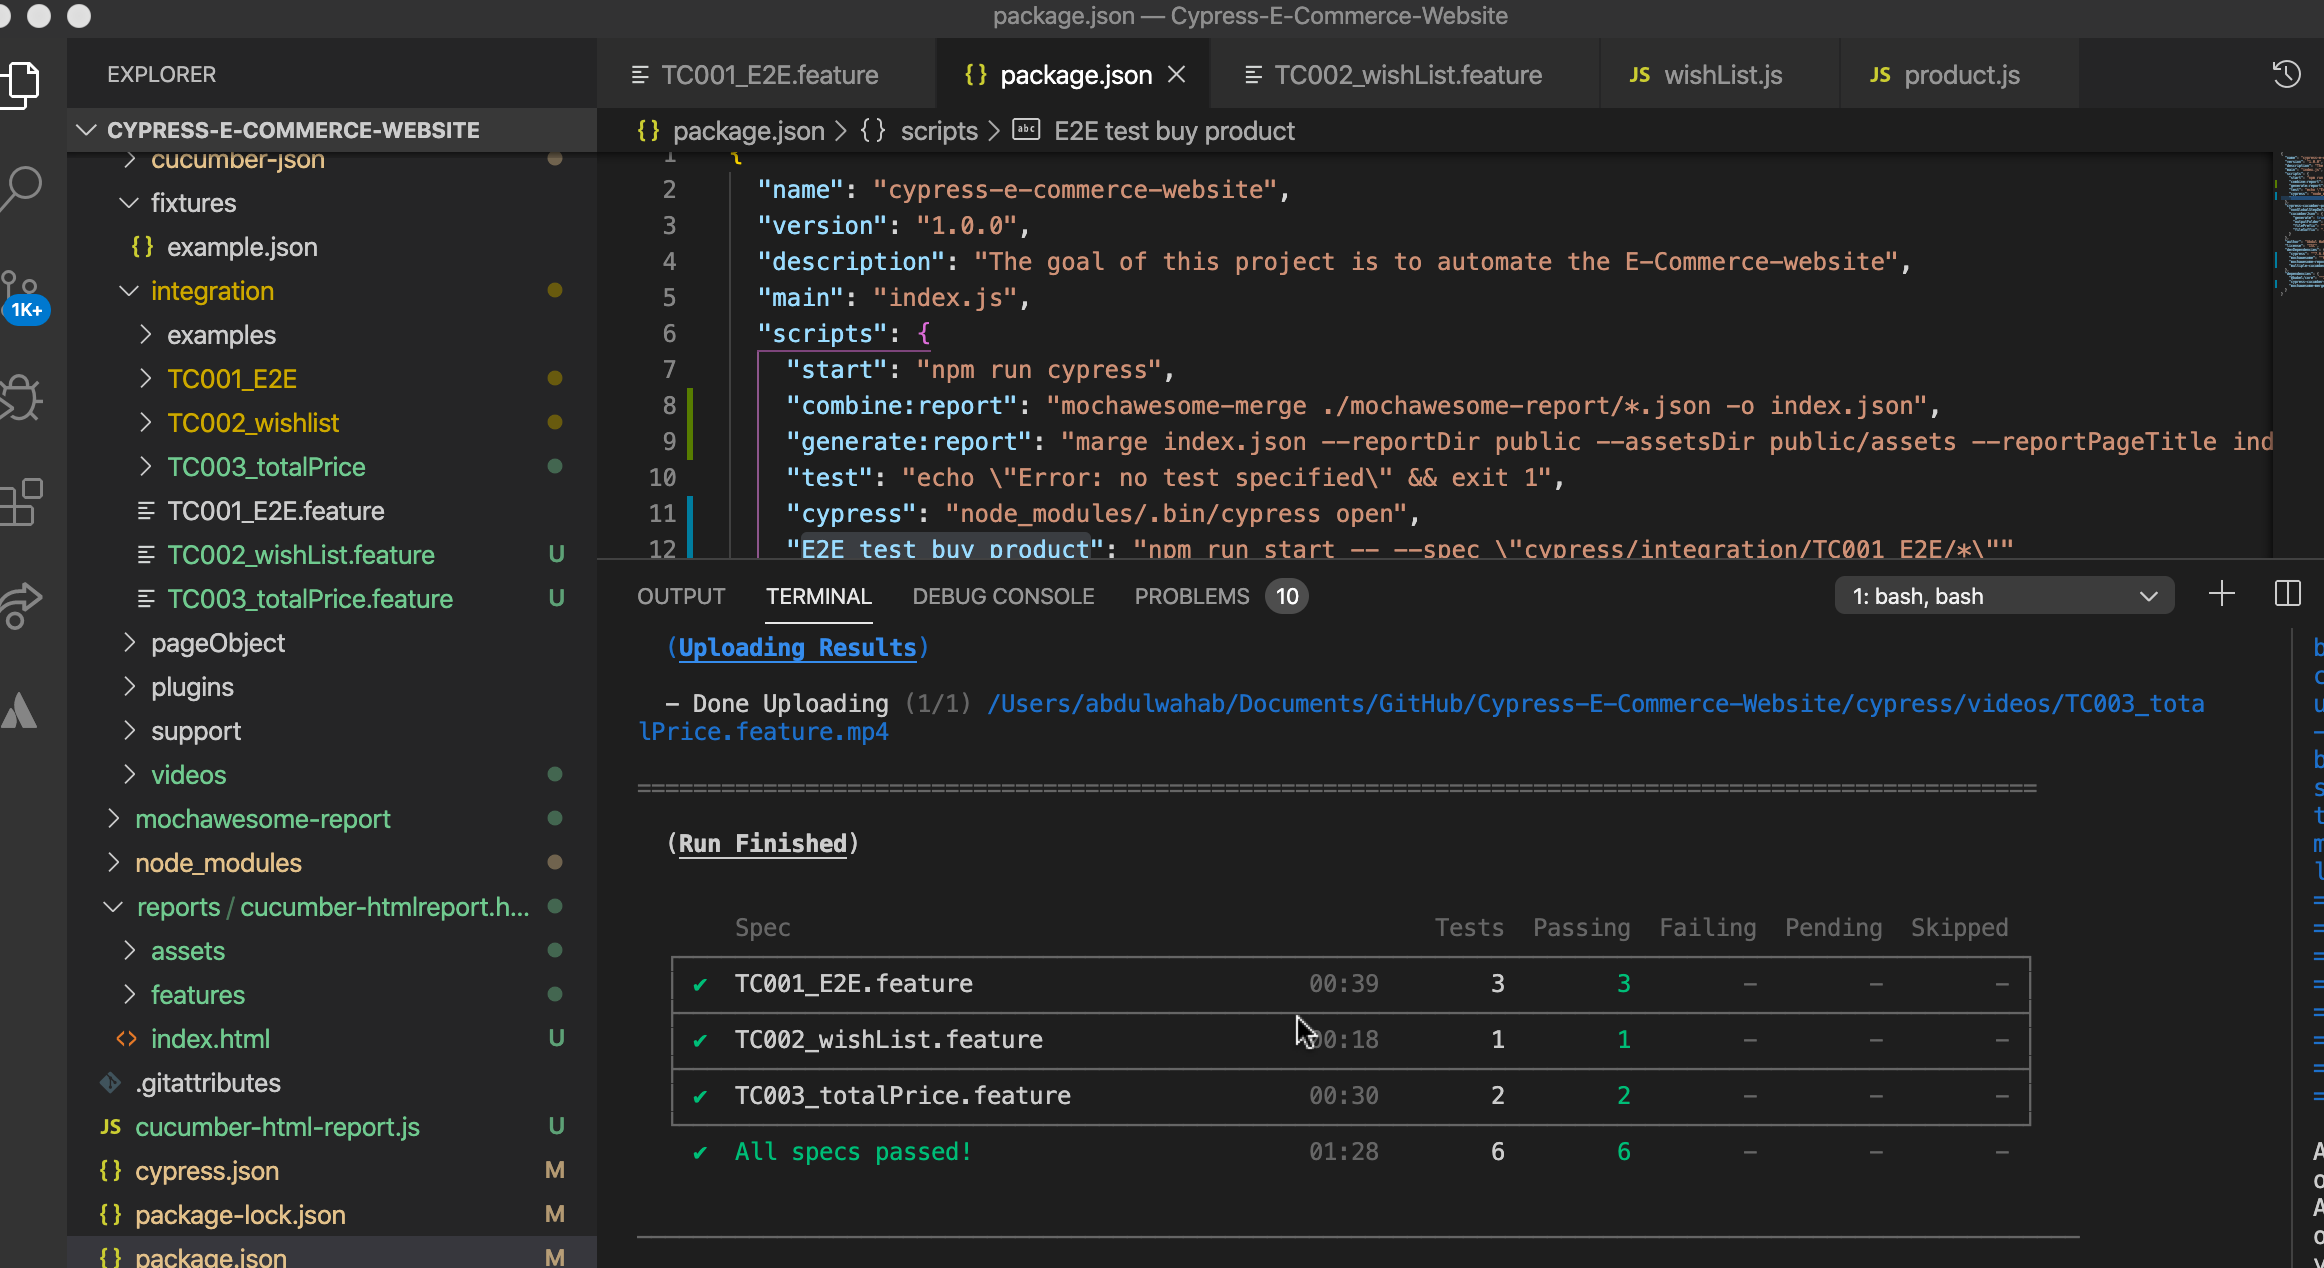 package.json — Cypress-E-Commerce-Website
EXPLORER
TC001_E2E.feature
package.json
TC002_wishList.feature
JS wishList.js
JS product.js
CYPRESS-E-COMMERCE-WEBSITE
{} package.json > {} scripts > abc E2E test buy product
cucumber-json
fixtures
{} example.json
integration
1K+
examples
TC001_E2E
TC002_wishlist
TC003_totalPrice
TC001_E2E.feature
TC002_wishList.feature U
TC003_totalPrice.feature U
pageObject
plugins
support
videos
mochawesome-report
node_modules
reports / cucumber-htmlreport.h...
assets
features
<> index.html U
.gitattributes
JS cucumber-html-report.js U
{} cypress.json M
{} package-lock.json M
{} package.json M
1 {
2 "name": "cypress-e-commerce-website",
3 "version": "1.0.0",
4 "description": "The goal of this project is to automate the E-Commerce-website",
5 "main": "index.js",
6 "scripts": {
7 "start": "npm run cypress",
8 "combine:report": "mochawesome-merge ./mochawesome-report/*.json -o index.json",
9 "generate:report": "marge index.json --reportDir public --assetsDir public/assets --reportPageTitle ind
10 "test": "echo \"Error: no test specified\" && exit 1",
11 "cypress": "node_modules/.bin/cypress open",
12 "E2E test buy product": "npm run start -- --spec \"cypress/integration/TC001_E2E/*\""
OUTPUT TERMINAL DEBUG CONSOLE PROBLEMS 10
1: bash, bash
(Uploading Results)
- Done Uploading (1/1) /Users/abdulwahab/Documents/GitHub/Cypress-E-Commerce-Website/cypress/videos/TC003_tota
lPrice.feature.mp4
(Run Finished)
Spec Tests Passing Failing Pending Skipped
✔ TC001_E2E.feature 00:39 3 3 - - -
✔ TC002_wishList.feature 00:18 1 1 - - -
✔ TC003_totalPrice.feature 00:30 2 2 - - -
✔ All specs passed! 01:28 6 6 - - -